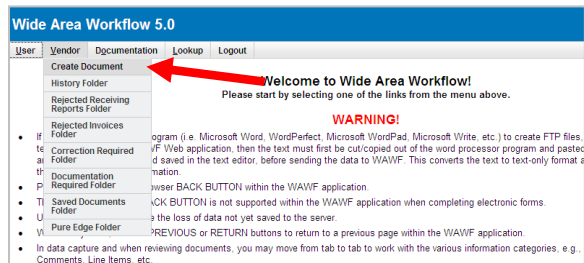 Wide Area Workflow 5.0
User Vendor Documentation Lookup Logout
Create Document
History Folder
Rejected Receiving
Reports Folder
Rejected Invoices
Folder
Correction Required
Folder
Documentation
Required Folder
Saved Documents
Folder
Pure Edge Folder
Welcome to Wide Area Workflow!
Please start by selecting one of the links from the menu above.
WARNING!
If ogram (i.e. Microsoft Word, WordPerfect, Microsoft WordPad, Microsoft Write, etc.) to create FTP files,
F Web application, then the text must first be cut/copied out of the word processor program and pasted
d saved in the text editor, before sending the data to WAWF. This converts the text to text-only format a
mation.
wser BACK BUTTON within the WAWF application.
ACK BUTTON is not supported within the WAWF application when completing electronic forms.
e the loss of data not yet saved to the server.
PREVIOUS or RETURN buttons to return to a previous page within the WAWF application.
In data capture and when reviewing documents, you may move from tab to tab to work with the various information categories, e.g.,
Comments, Line Items, etc.